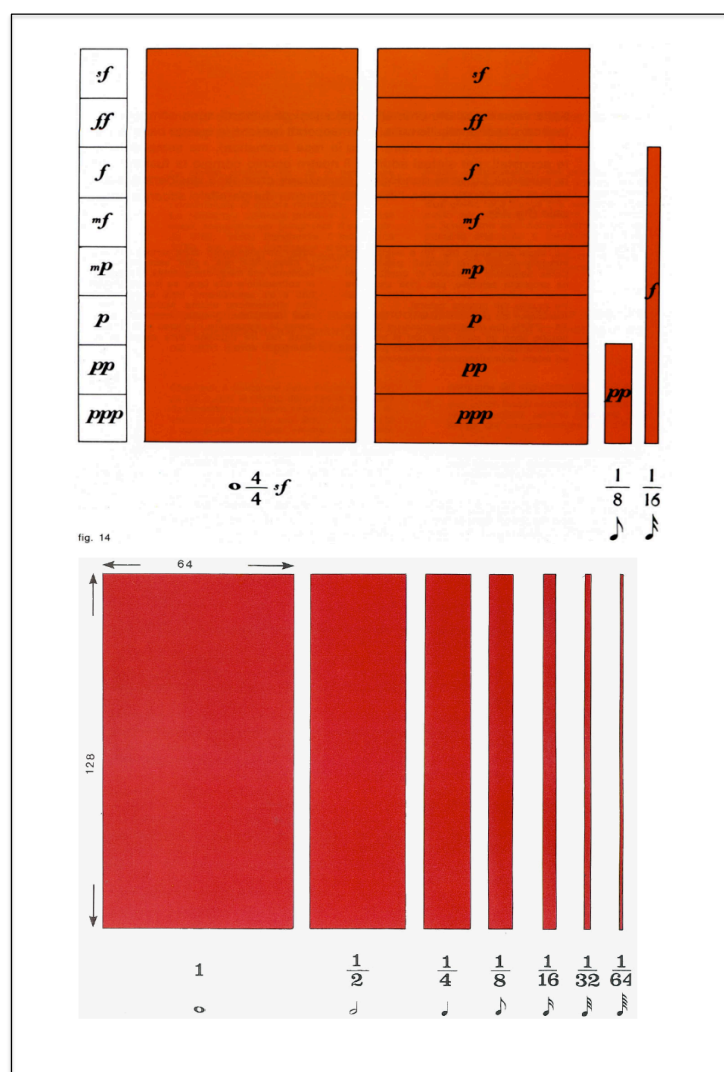 sf sf
ff ff
f f
mf mf f
mp mp
p p
pp pp pp
ppp ppp
4/4 sf 1/8 1/16
fig. 14
64
128
1 1/2 1/4 1/8 1/16 1/32 1/64